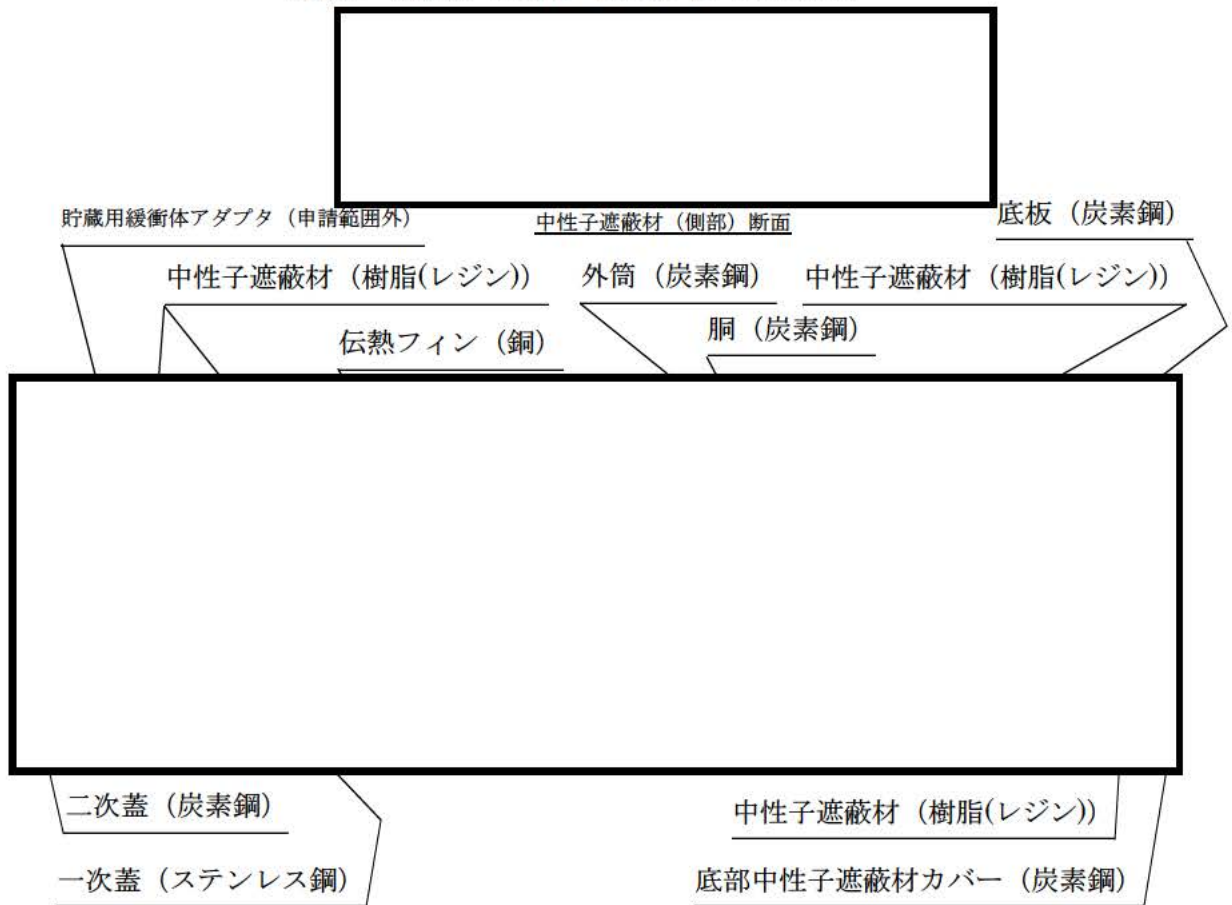 貯蔵用緩衝体アダプタ（申請範囲外）
中性子遮蔽材（側部）断面
底板（炭素鋼）
中性子遮蔽材（樹脂(レジン)）
外筒（炭素鋼）
中性子遮蔽材（樹脂(レジン)）
伝熱フィン（銅）
胴（炭素鋼）
二次蓋（炭素鋼）
中性子遮蔽材（樹脂(レジン)）
一次蓋（ステンレス鋼）
底部中性子遮蔽材カバー（炭素鋼）